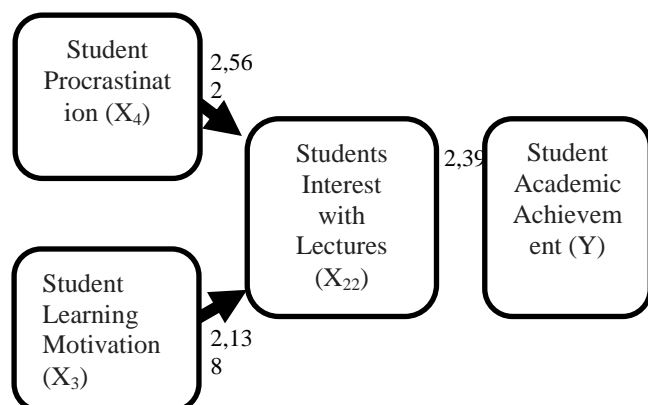 Student
Procrastinat
ion (X₄)
2,56
2
Students
Interest
with
Lectures
(X₂₂)
2,39
Student
Academic
Achievem
ent (Y)
Student
Learning
Motivation
(X₃)
2,13
8